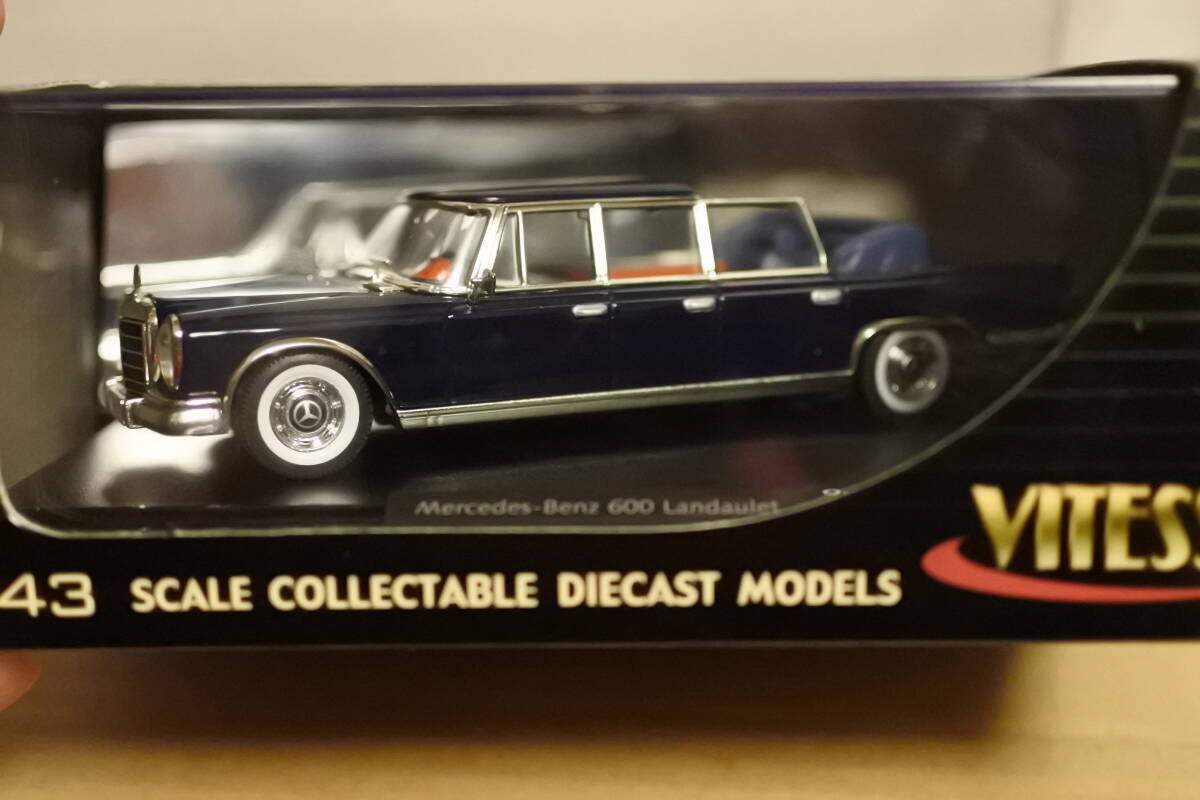 Mercedes-Benz 600 Landaulet
43 SCALE COLLECTABLE DIECAST MODELS
VITES